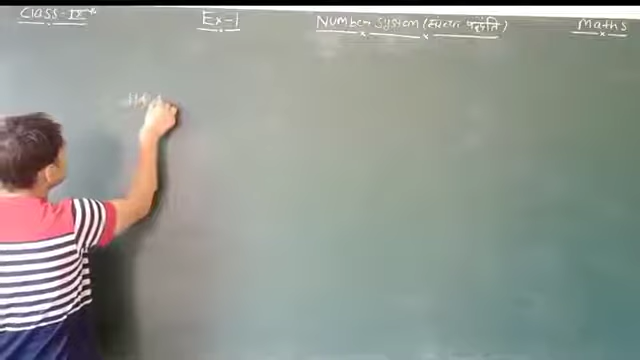 Class-IX
Ex-1
Number System (संख्या पद्धति)
Maths